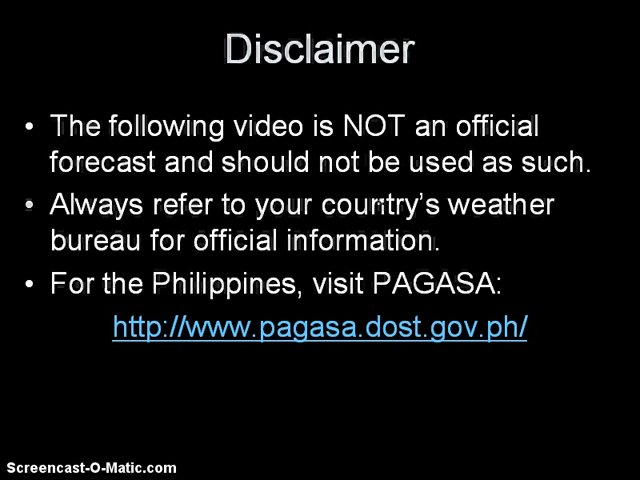 Disclaimer
• The following video is NOT an official
forecast and should not be used as such.
• Always refer to your country's weather
bureau for official information.
• For the Philippines, visit PAGASA:
http://www.pagasa.dost.gov.ph/
Screencast-O-Matic.com